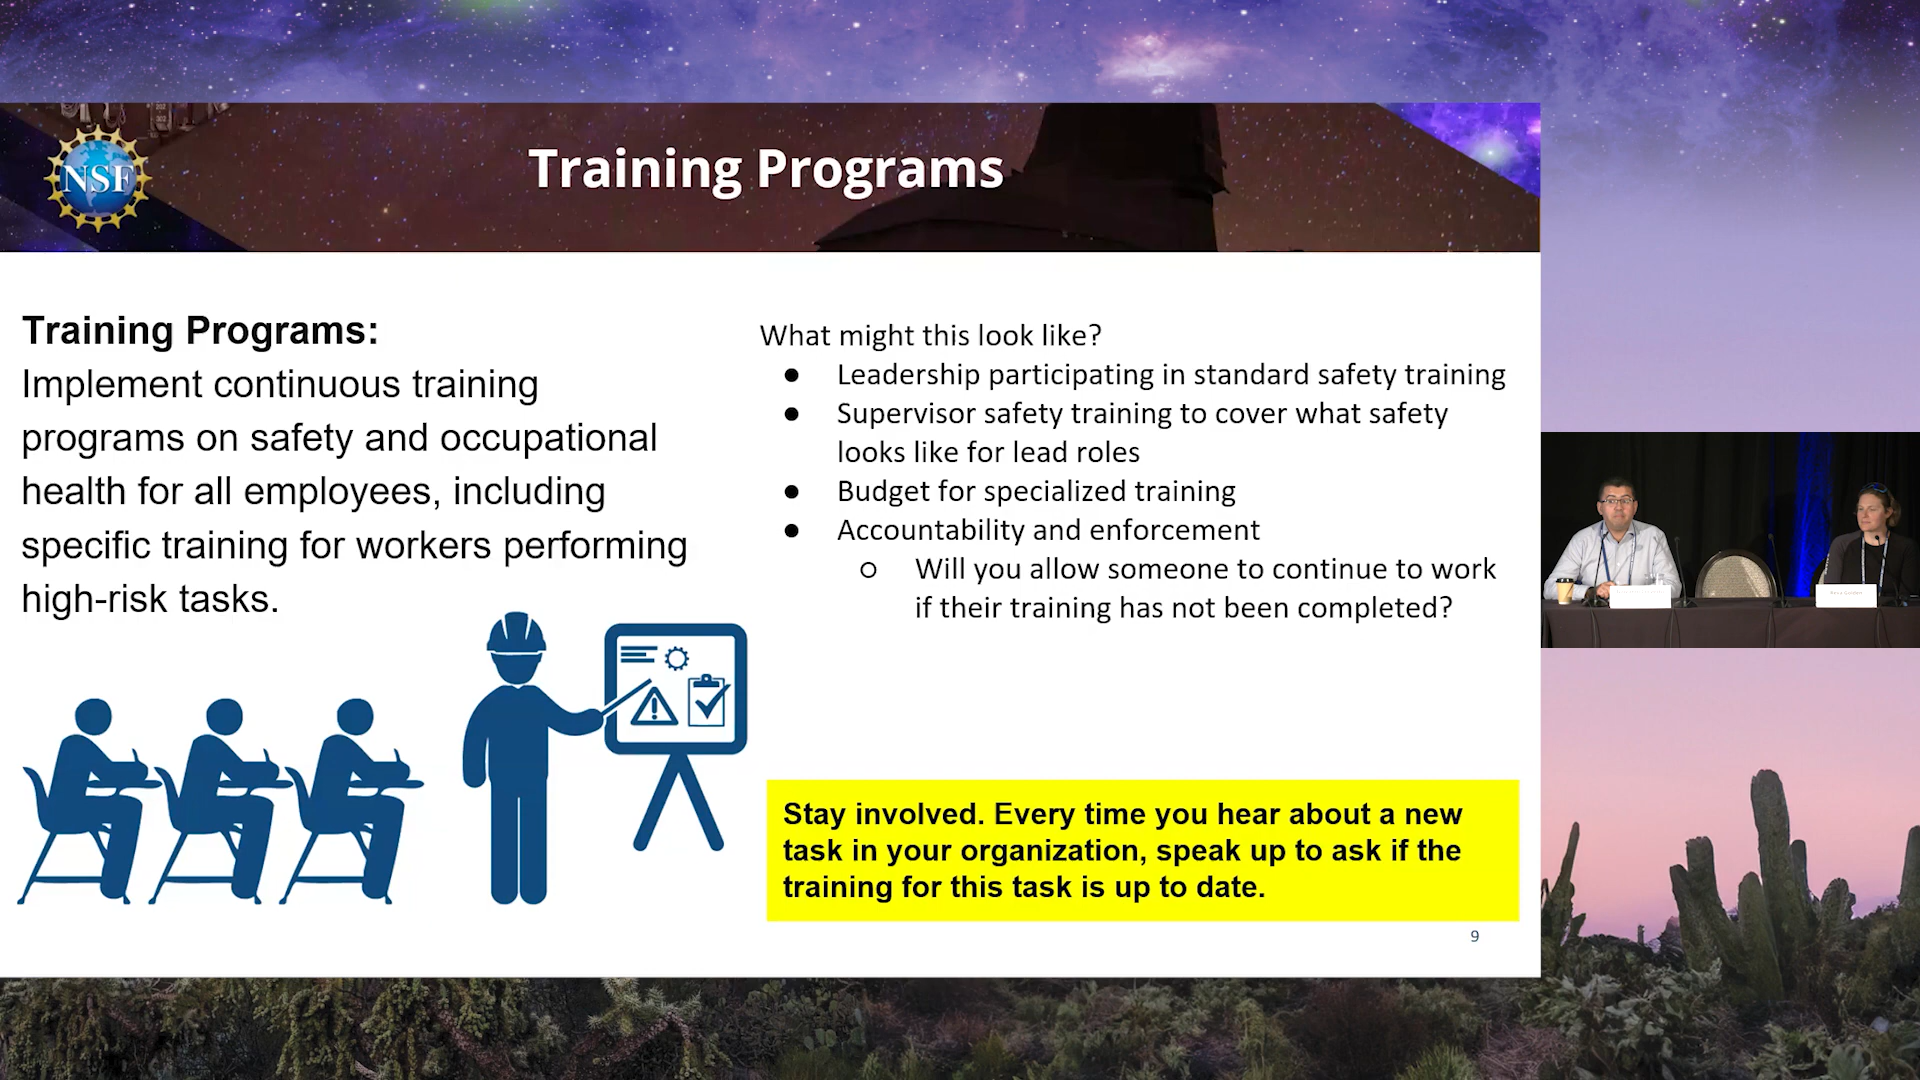 NSF
Training Programs
Training Programs:
Implement continuous training
programs on safety and occupational
health for all employees, including
specific training for workers performing
high-risk tasks.
What might this look like?
● Leadership participating in standard safety training
● Supervisor safety training to cover what safety
looks like for lead roles
● Budget for specialized training
● Accountability and enforcement
○ Will you allow someone to continue to work
if their training has not been completed?
Stay involved. Every time you hear about a new
task in your organization, speak up to ask if the
training for this task is up to date.
9